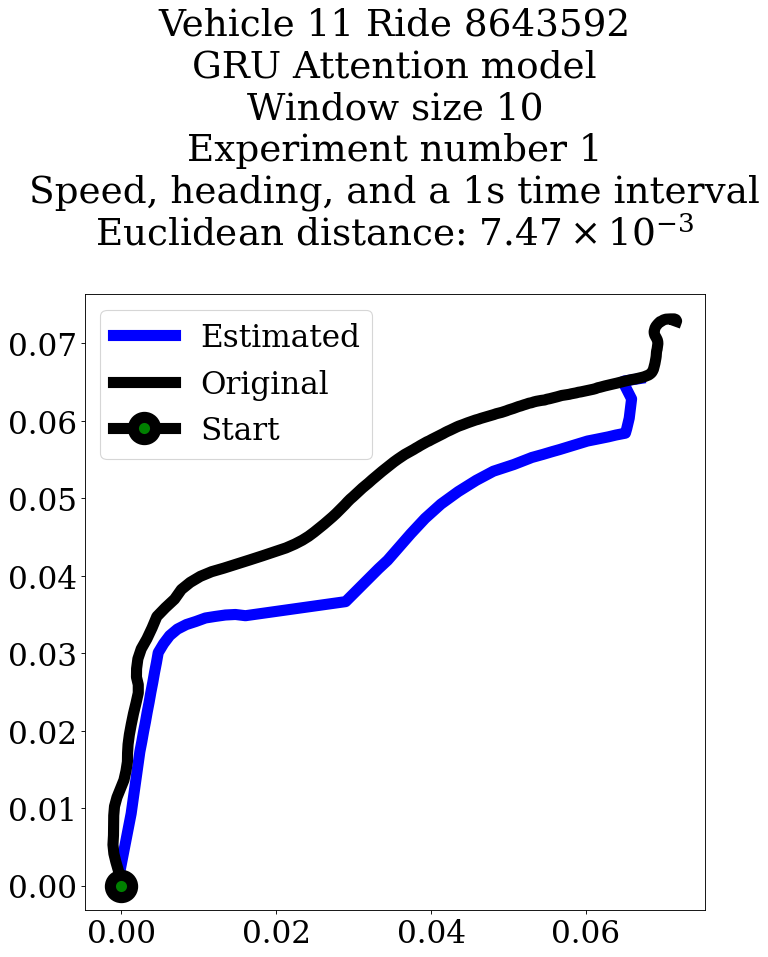 Vehicle 11 Ride 8643592
GRU Attention model
Window size 10
Experiment number 1
Speed, heading, and a 1s time interval
Euclidean distance: 7.47 × 10⁻³
Estimated
Original
Start
0.07
0.06
0.05
0.04
0.03
0.02
0.01
0.00
0.00 0.02 0.04 0.06